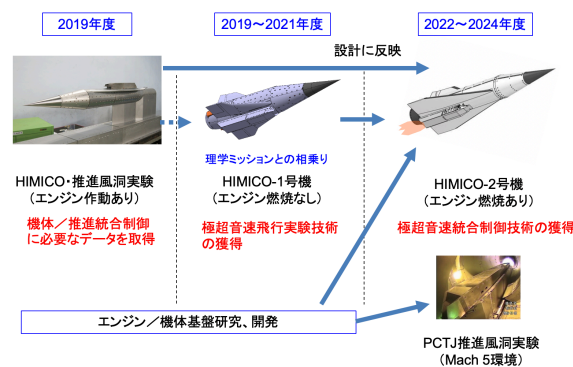 2019年度
2019～2021年度
2022～2024年度
設計に反映
理学ミッションとの相乗り
HIMICO・推進風洞実験
（エンジン作動あり）
機体／推進統合制御
に必要なデータを取得
HIMICO-1号機
（エンジン燃焼なし）
極超音速飛行実験技術
の獲得
HIMICO-2号機
（エンジン燃焼あり）
極超音速統合制御技術の獲得
エンジン／機体基盤研究、開発
PCTJ推進風洞実験
（Mach 5環境）